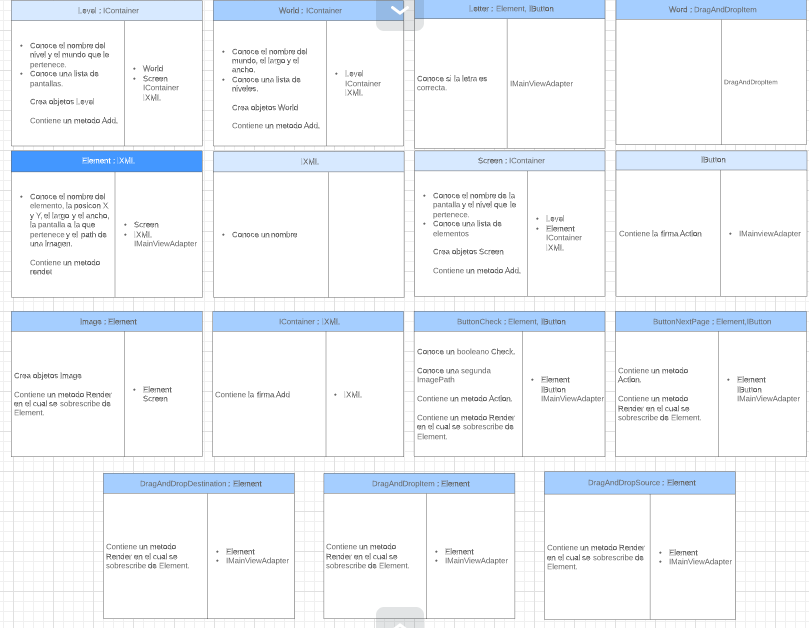 Level : IContainer
Conoce el nombre del
nivel y el mundo que le
pertenece.
Conoce una lista de
pantallas.
Crea objetos Level
Contiene un metodo Add.
World
Screen
IContainer
IXML
World : IContainer
Conoce el nombre del
mundo, el largo y el
ancho.
Conoce una lista de
niveles.
Crea objetos World
Contiene un metodo Add.
Level
IContainer
IXML
Letter : Element, IButton
Conoce si la letra es
correcta.
IMainViewAdapter
Word : DragAndDropItem
DragAndDropItem
Element : IXML
Conoce el nombre del
elemento, la posicon X
y Y, el largo y el ancho,
la pantalla a la que
pertenece y el path de
una imagen.
Contiene un metodo
render
Screen
IXML
IMainViewAdapter
IXML
Conoce un nombre
Screen : IContainer
Conoce el nombre de la
pantalla y el nivel que le
pertenece.
Conoce una lista de
elementos
Crea objetos Screen
Contiene un metodo Add.
Level
Element
IContainer
IXML
IButton
Contiene la firma Action
IMainviewAdapter
Image : Element
Crea objetos Image
Contiene un metodo Render
en el cual se sobrescribe de
Element.
Element
Screen
IContainer : IXML
Contiene la firma Add
IXML
ButtonCheck : Element, IButton
Conoce un booleano Check.
Conoce una segunda
ImagePath
Contiene un metodo Action.
Contiene un metodo Render
en el cual se sobrescribe de
Element.
Element
IButton
IMainViewAdapter
ButtonNextPage : Element,IButton
Contiene un metodo
Action.
Contiene un metodo
Render en el cual se
sobrescribe de Element.
Element
IButton
IMainViewAdapter
DragAndDropDestination : Element
Contiene un metodo
Render en el cual se
sobrescribe de Element.
Element
IMainViewAdapter
DragAndDropItem : Element
Contiene un metodo
Render en el cual se
sobrescribe de Element.
Element
IMainViewAdapter
DragAndDropSource : Element
Contiene un metodo Render
en el cual se sobrescribe de
Element.
Element
IMainViewAdapter